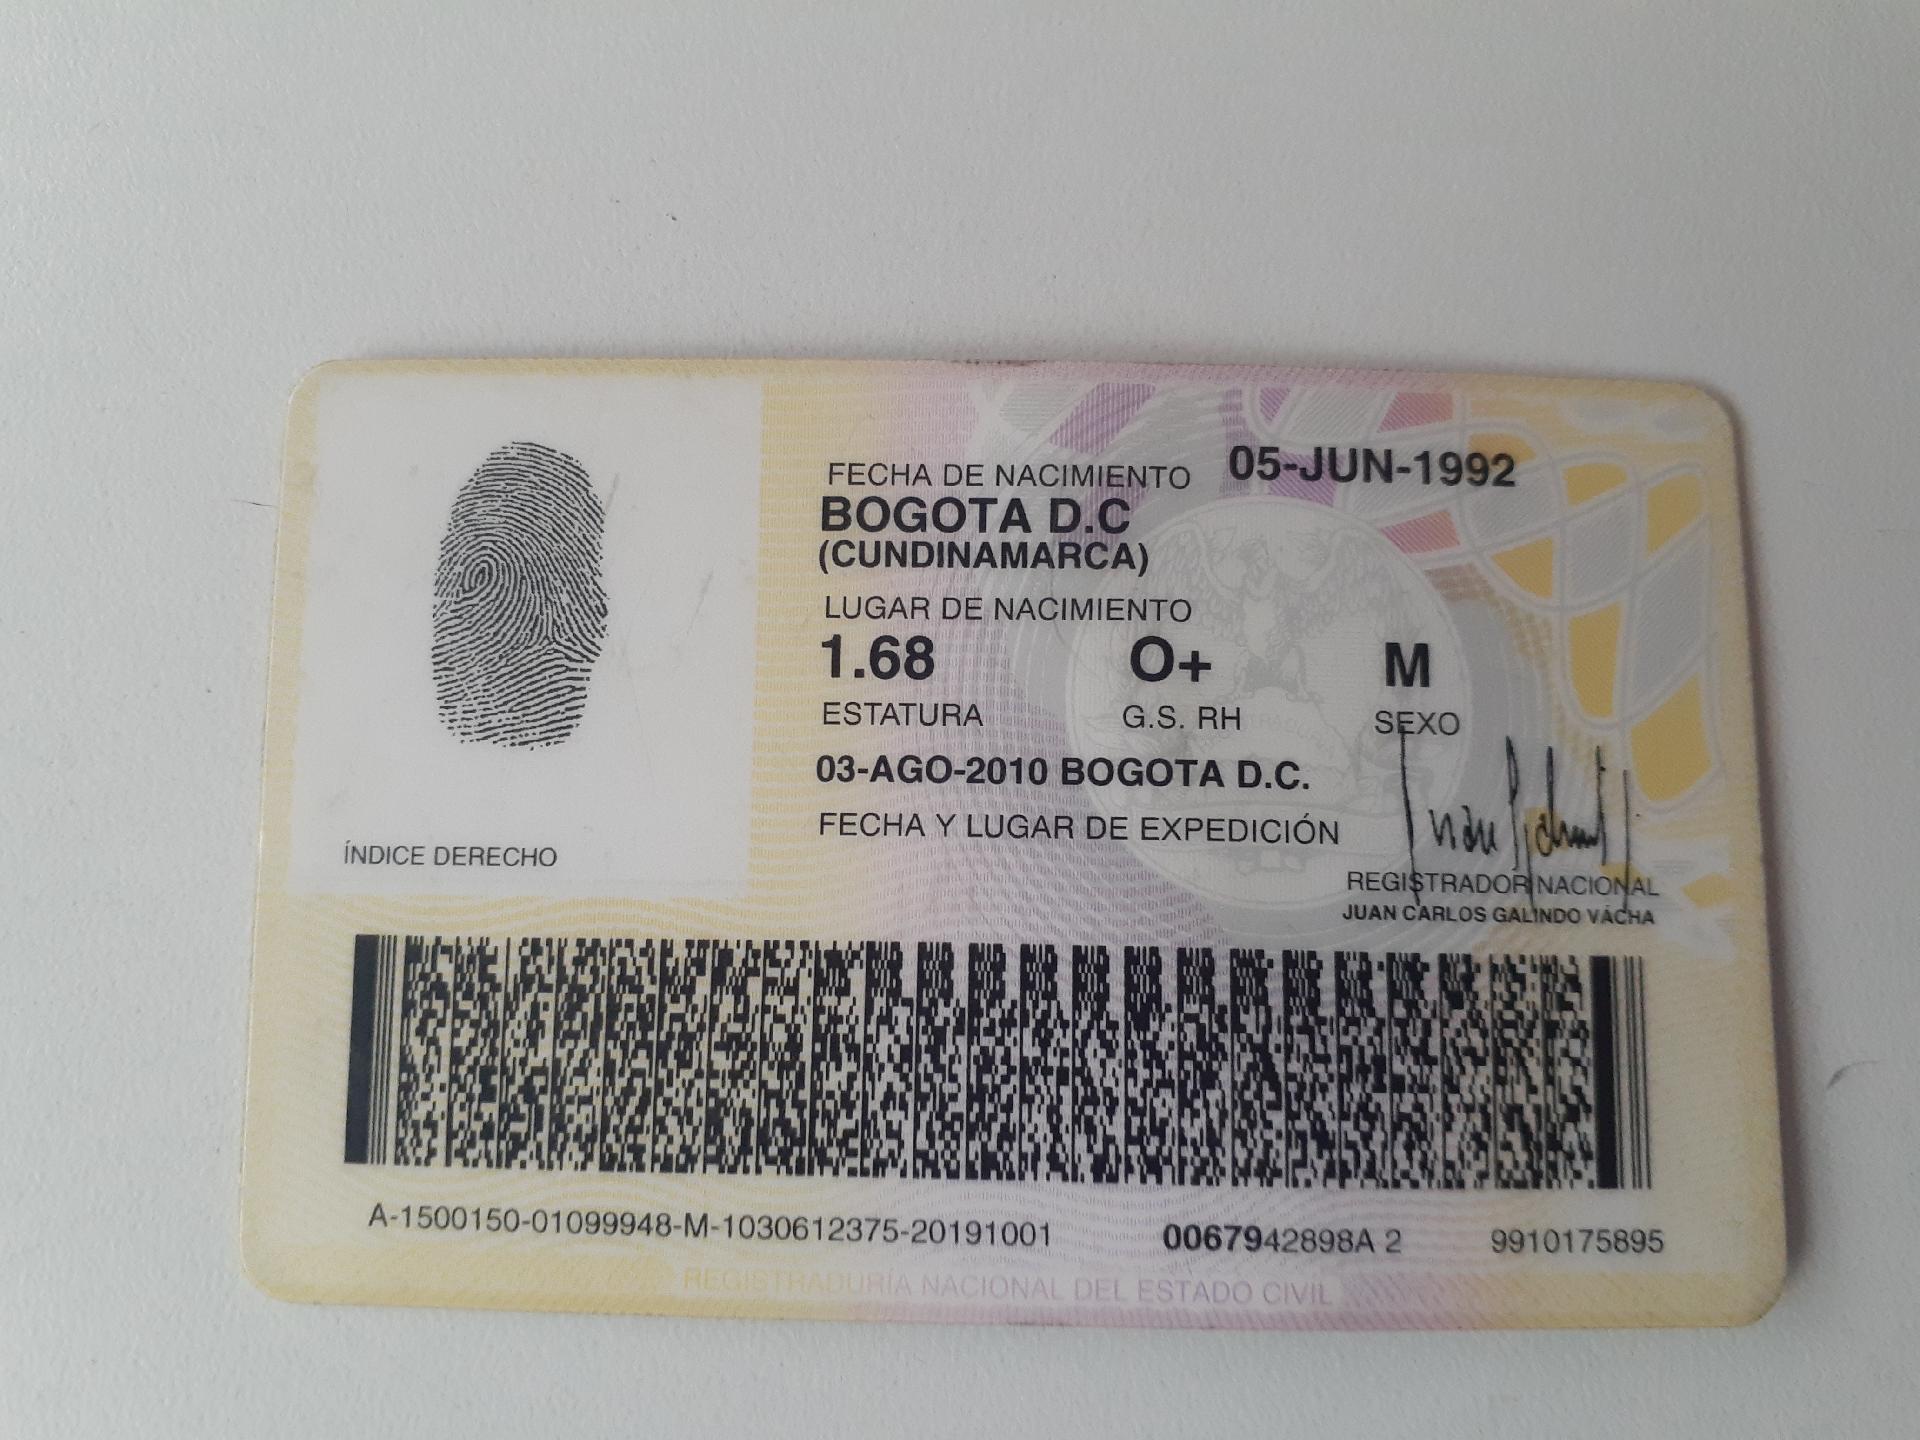 FECHA DE NACIMIENTO 05-JUN-1992
BOGOTA D.C
(CUNDINAMARCA)
LUGAR DE NACIMIENTO
1.68 O+ M
ESTATURA G.S. RH SEXO
03-AGO-2010 BOGOTA D.C.
FECHA Y LUGAR DE EXPEDICIÓN
ÍNDICE DERECHO
REGISTRADOR NACIONAL
JUAN CARLOS GALINDO VÁCHA
A-1500150-01099948-M-1030612375-20191001 0067942898A 2 9910175895
REGISTRADURÍA NACIONAL DEL ESTADO CIVIL